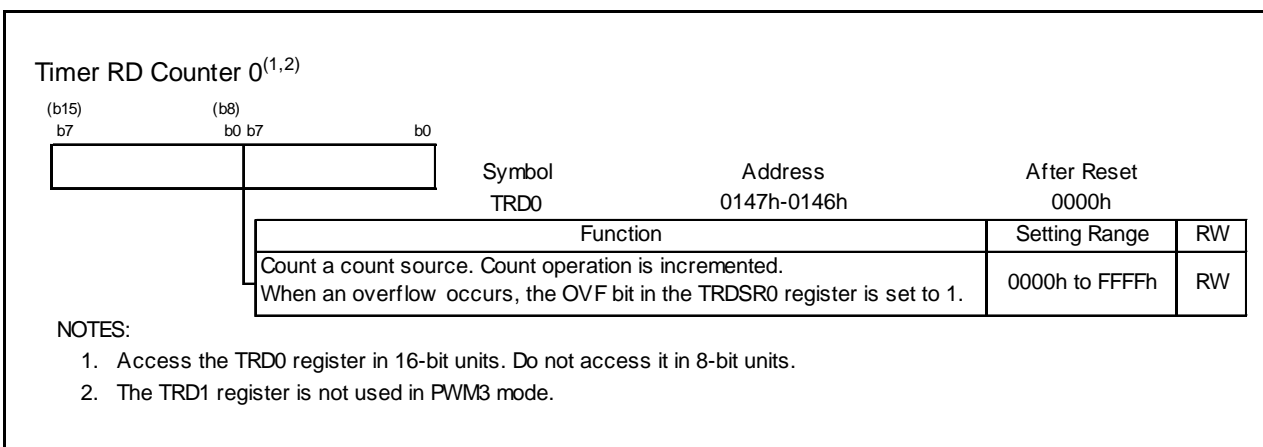 Timer RD Counter 0(1,2)
(b15) (b8)
b7 b0 b7 b0
Symbol Address After Reset
TRD0 0147h-0146h 0000h
Function Setting Range RW
Count a count source. Count operation is incremented.
When an overflow occurs, the OVF bit in the TRDSR0 register is set to 1.
0000h to FFFFh RW
NOTES:
1. Access the TRD0 register in 16-bit units. Do not access it in 8-bit units.
2. The TRD1 register is not used in PWM3 mode.